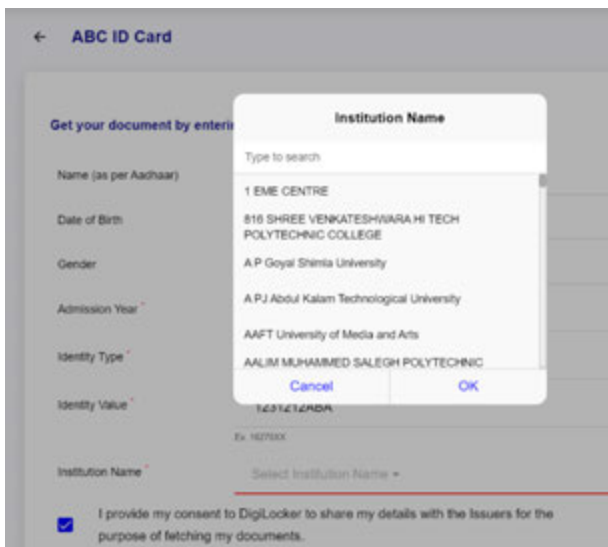 ← ABC ID Card
Get your document by enterin
Institution Name
Type to search
Name (as per Aadhaar)
1 EME CENTRE
Date of Birth
816 SHREE VENKATESHWARA HI TECH
POLYTECHNIC COLLEGE
Gender
A P Goyal Shimla University
Admission Year *
A PJ Abdul Kalam Technological University
AAFT University of Media and Arts
Identity Type *
AALIM MUHAMMED SALEGH POLYTECHNIC
Cancel OK
Identity Value *
1231212ABA
Institution Name *
Select Institution Name
I provide my consent to DigiLocker to share my details with the Issuers for the
purpose of fetching my documents.